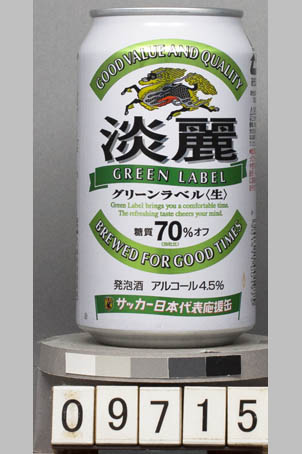 GOOD VALUE AND QUALITY
淡麗
GREEN LABEL
グリーンラベル〈生〉
Green Label brings you a comfortable time.
The refreshing taste cheers your mind.
糖質70%オフ
BREWED FOR GOOD TIMES
発泡酒 アルコール4.5%
サッカー日本代表応援缶
09715